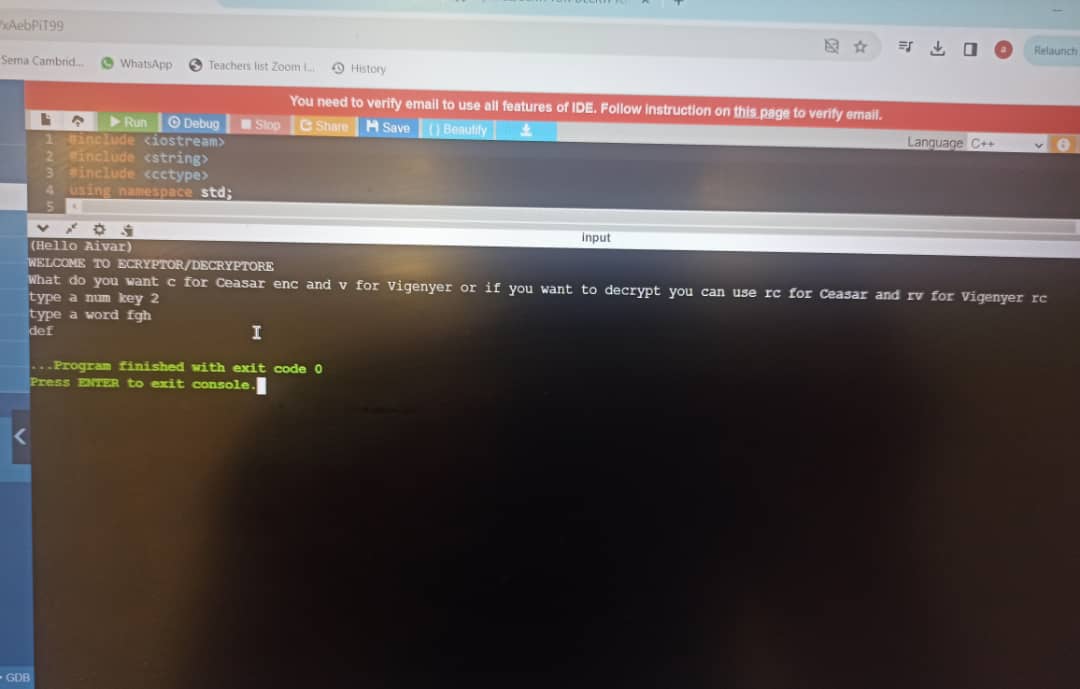 xAebPiT99
Relaunch
Sema Cambrid... WhatsApp Teachers list Zoom l... History
You need to verify email to use all features of IDE. Follow instruction on this page to verify email.
Run Debug Stop Share Save {} Beautify
Language C++
1 #include <iostream>
2 #include <string>
3 #include <cctype>
4 using namespace std;
5
input
(Hello Aivar)
WELCOME TO ECRYPTOR/DECRYPTORE
What do you want c for Ceasar enc and v for Vigenyer or if you want to decrypt you can use rc for Ceasar and rv for Vigenyer rc
type a num key 2
type a word fgh
def
...Program finished with exit code 0
Press ENTER to exit console.
GDB